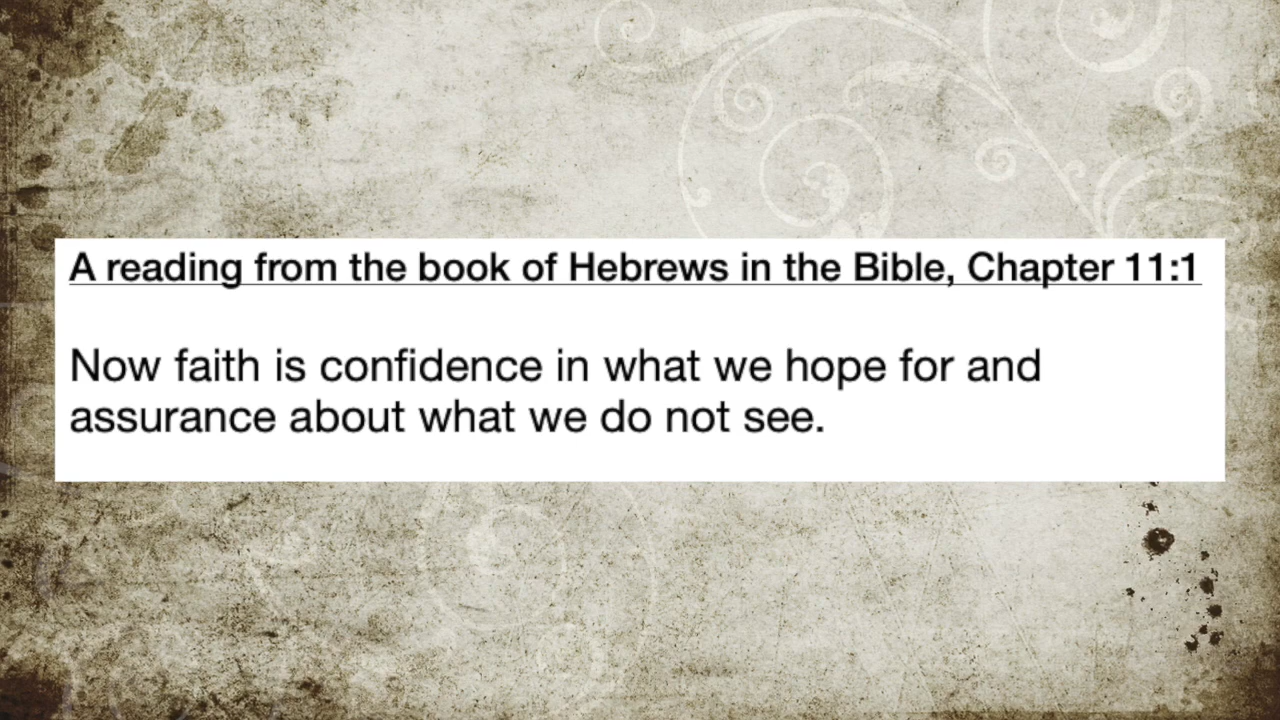 A reading from the book of Hebrews in the Bible, Chapter 11:1
Now faith is confidence in what we hope for and
assurance about what we do not see.